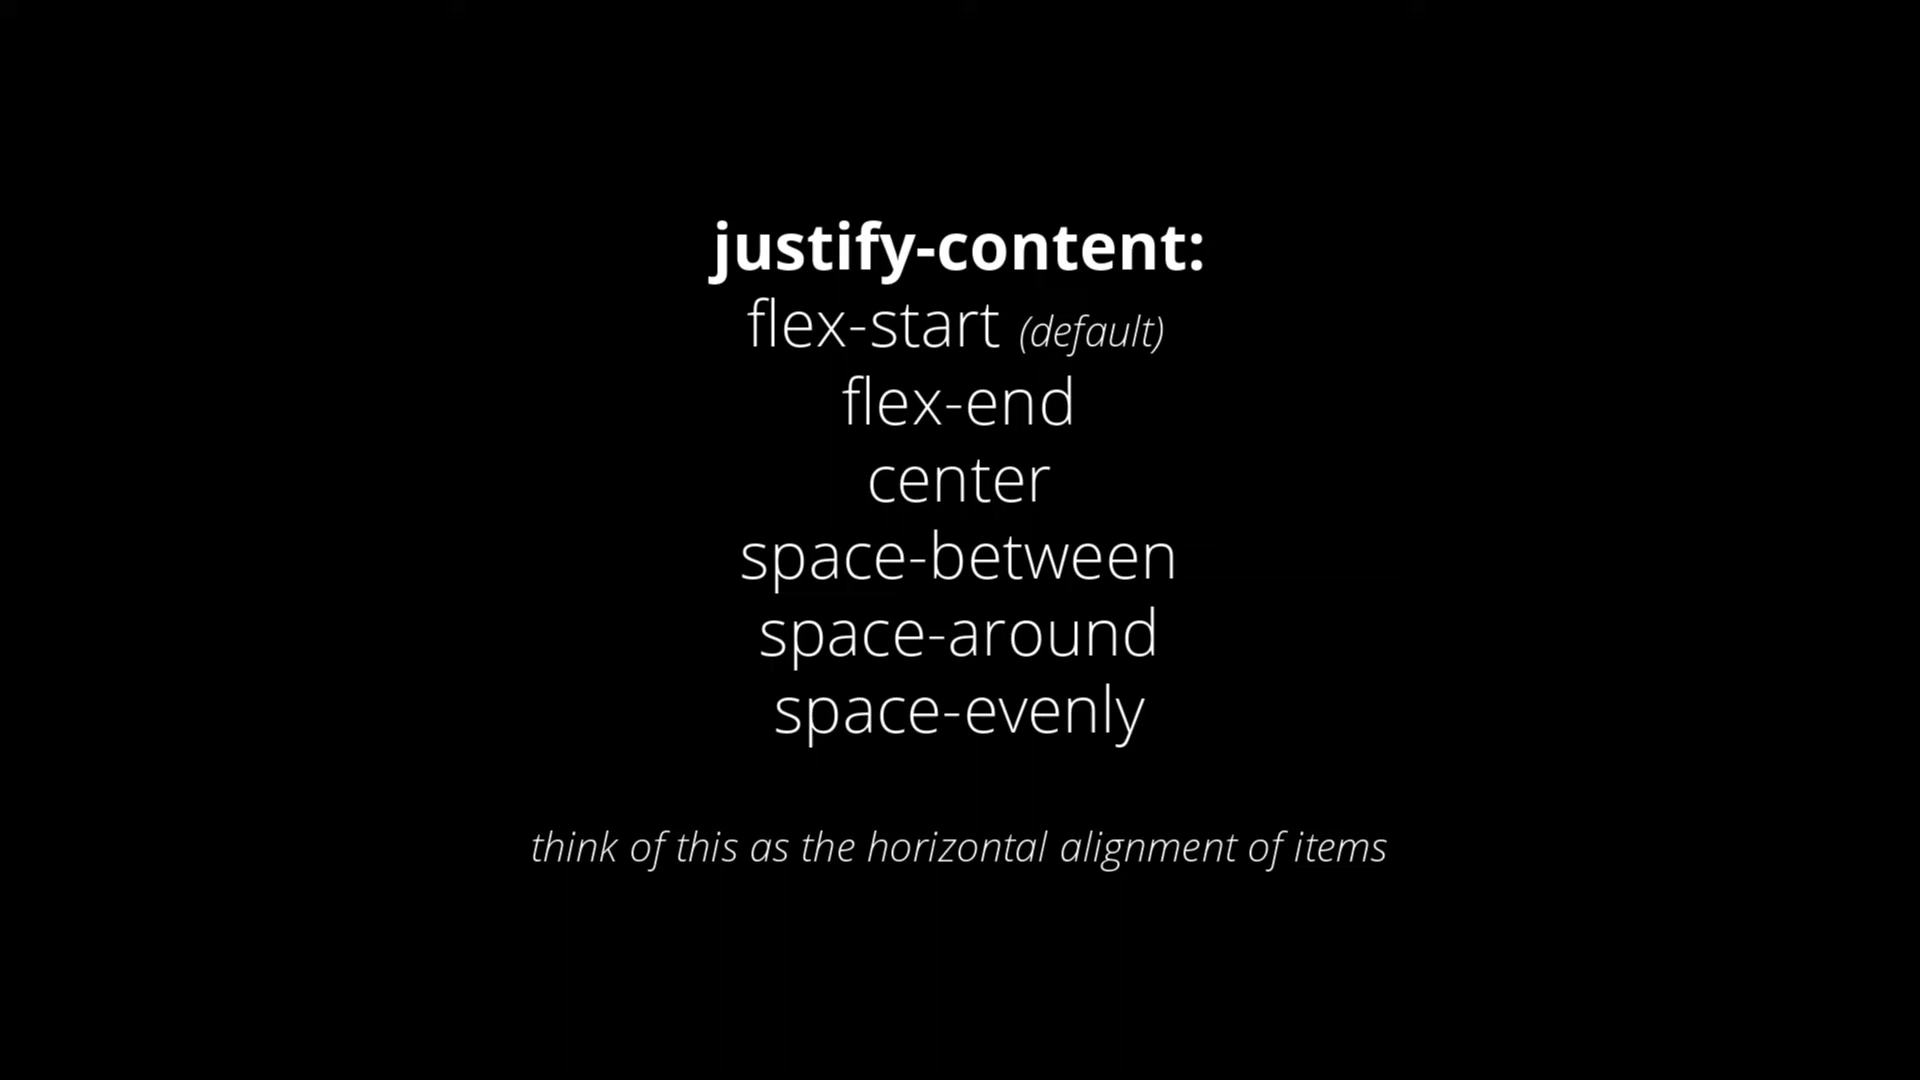 justify-content:
flex-start (default)
flex-end
center
space-between
space-around
space-evenly
think of this as the horizontal alignment of items